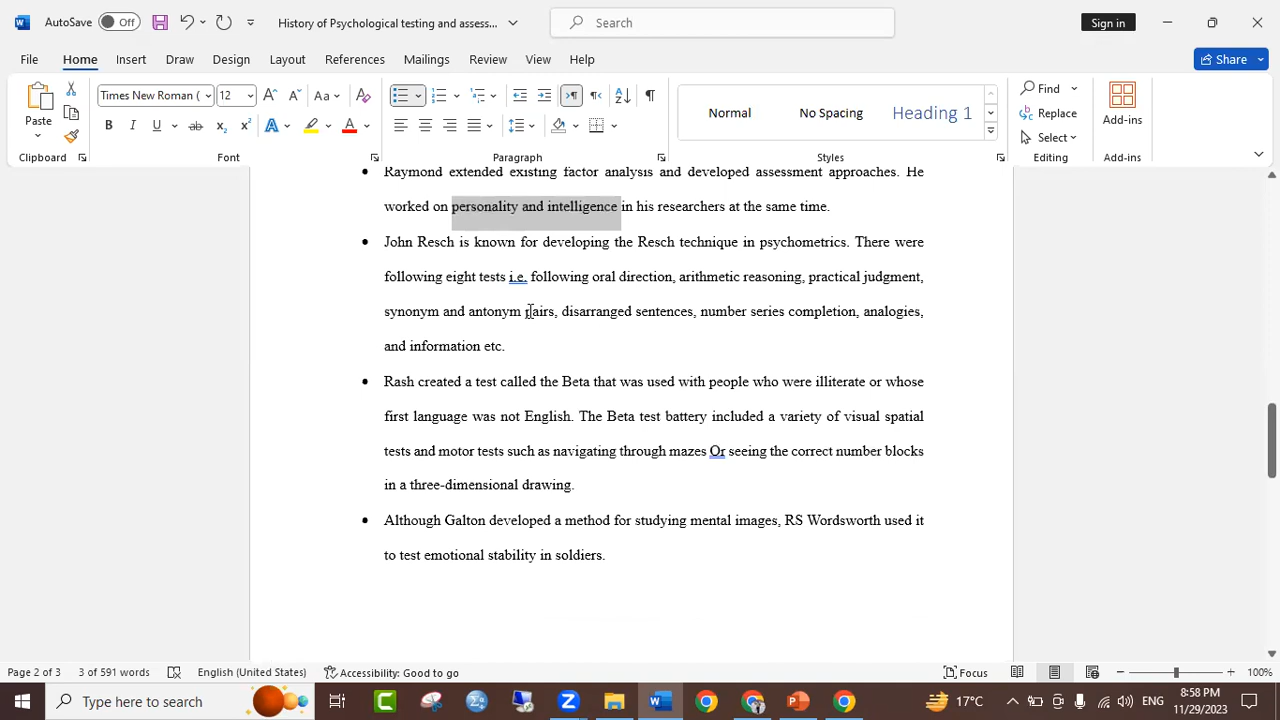 AutoSave Off History of Psychological testing and assess... Search Sign in
File Home Insert Draw Design Layout References Mailings Review View Help Share
Times New Roman ( 12 Aa Normal No Spacing Heading 1 Find Replace Select
Paste B I U ab x2 x2 A A Add-ins
Clipboard Font Paragraph Styles Editing Add-ins
Raymond extended existing factor analysis and developed assessment approaches. He
worked on personality and intelligence in his researchers at the same time.
John Resch is known for developing the Resch technique in psychometrics. There were
following eight tests i.e. following oral direction, arithmetic reasoning, practical judgment,
synonym and antonym pairs, disarranged sentences, number series completion, analogies,
and information etc.
Rash created a test called the Beta that was used with people who were illiterate or whose
first language was not English. The Beta test battery included a variety of visual spatial
tests and motor tests such as navigating through mazes Or seeing the correct number blocks
in a three-dimensional drawing.
Although Galton developed a method for studying mental images, RS Wordsworth used it
to test emotional stability in soldiers.
Page 2 of 3 3 of 591 words English (United States) Accessibility: Good to go Focus 100%
Type here to search 17°C ENG 8:58 PM 11/29/2023